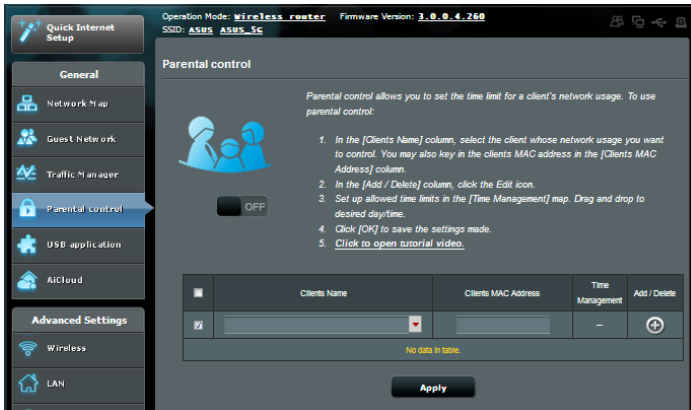 Quick Internet
Setup
Operation Mode: Wireless router Firmware Version: 3.0.0.4.260
SSID: ASUS ASUS_5G
General
Network Map
Guest Network
Traffic Manager
Parental control
USB application
AiCloud
Advanced Settings
Wireless
LAN
Parental control
Parental control allows you to set the time limit for a client's network usage. To use
parental control:
1. In the [Clients Name] column, select the client whose network usage you want
to control. You may also key in the clients MAC address in the [Clients MAC
Address] column.
2. In the [Add / Delete] column, click the Edit icon.
3. Set up allowed time limits in the [Time Management] map. Drag and drop to
desired day/time.
4. Click [OK] to save the settings made.
5. Click to open tutorial video.
OFF
Clients Name
Clients MAC Address
Time
Management
Add / Delete
–
No data in table.
Apply